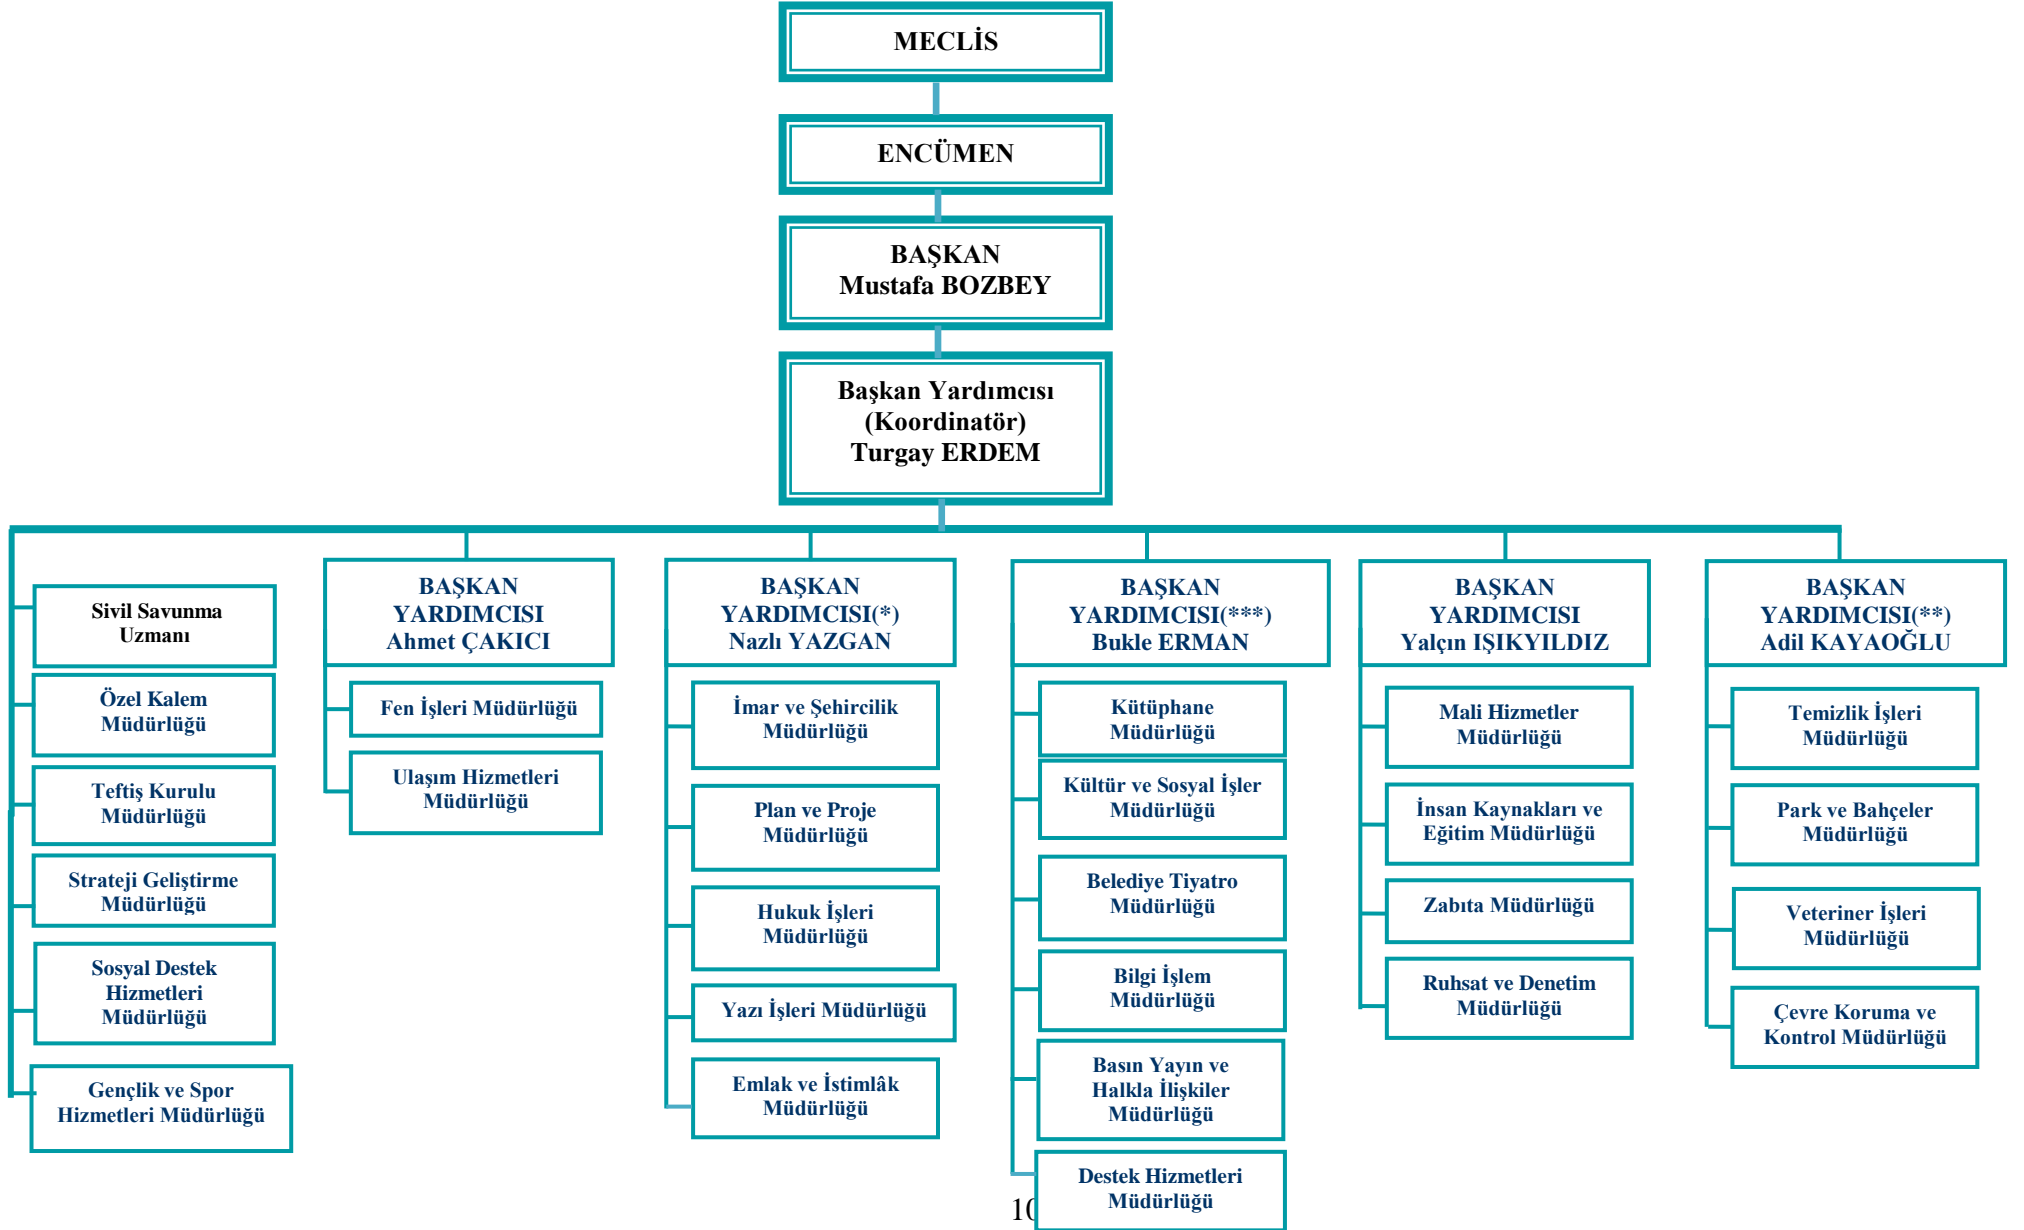 MECLİS
ENCÜMEN
BAŞKAN
Mustafa BOZBEY
Başkan Yardımcısı
(Koordinatör)
Turgay ERDEM
Sivil Savunma
Uzmanı
Özel Kalem
Müdürlüğü
Teftiş Kurulu
Müdürlüğü
Strateji Geliştirme
Müdürlüğü
Sosyal Destek
Hizmetleri
Müdürlüğü
Gençlik ve Spor
Hizmetleri Müdürlüğü
BAŞKAN
YARDIMCISI
Ahmet ÇAKICI
Fen İşleri Müdürlüğü
Ulaşım Hizmetleri
Müdürlüğü
BAŞKAN
YARDIMCISI(*)
Nazlı YAZGAN
İmar ve Şehircilik
Müdürlüğü
Plan ve Proje
Müdürlüğü
Hukuk İşleri
Müdürlüğü
Yazı İşleri Müdürlüğü
Emlak ve İstimlâk
Müdürlüğü
BAŞKAN
YARDIMCISI(***)
Bukle ERMAN
Kütüphane
Müdürlüğü
Kültür ve Sosyal İşler
Müdürlüğü
Belediye Tiyatro
Müdürlüğü
Bilgi İşlem
Müdürlüğü
Basın Yayın ve
Halkla İlişkiler
Müdürlüğü
Destek Hizmetleri
Müdürlüğü
BAŞKAN
YARDIMCISI
Yalçın IŞIKYILDIZ
Mali Hizmetler
Müdürlüğü
İnsan Kaynakları ve
Eğitim Müdürlüğü
Zabıta Müdürlüğü
Ruhsat ve Denetim
Müdürlüğü
BAŞKAN
YARDIMCISI(**)
Adil KAYAOĞLU
Temizlik İşleri
Müdürlüğü
Park ve Bahçeler
Müdürlüğü
Veteriner İşleri
Müdürlüğü
Çevre Koruma ve
Kontrol Müdürlüğü